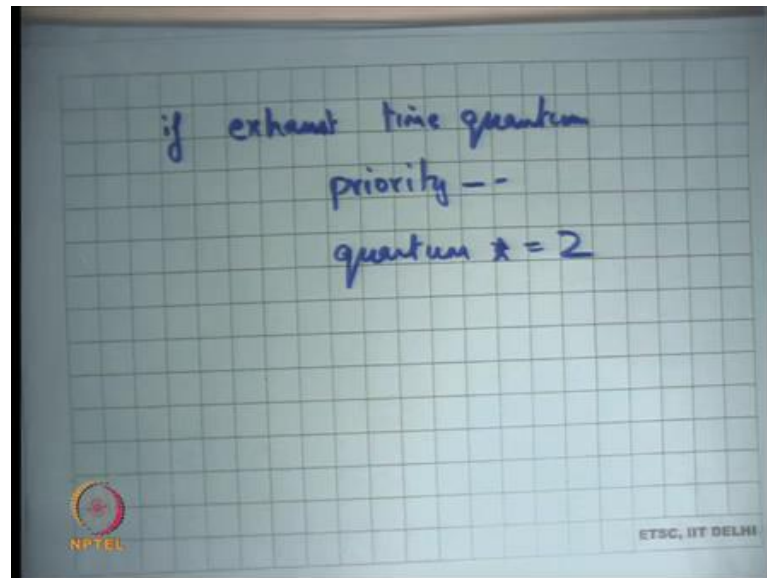 if exhaust time quantum
priority --
quantum * = 2
NPTEL
ETSC, IIT DELHI